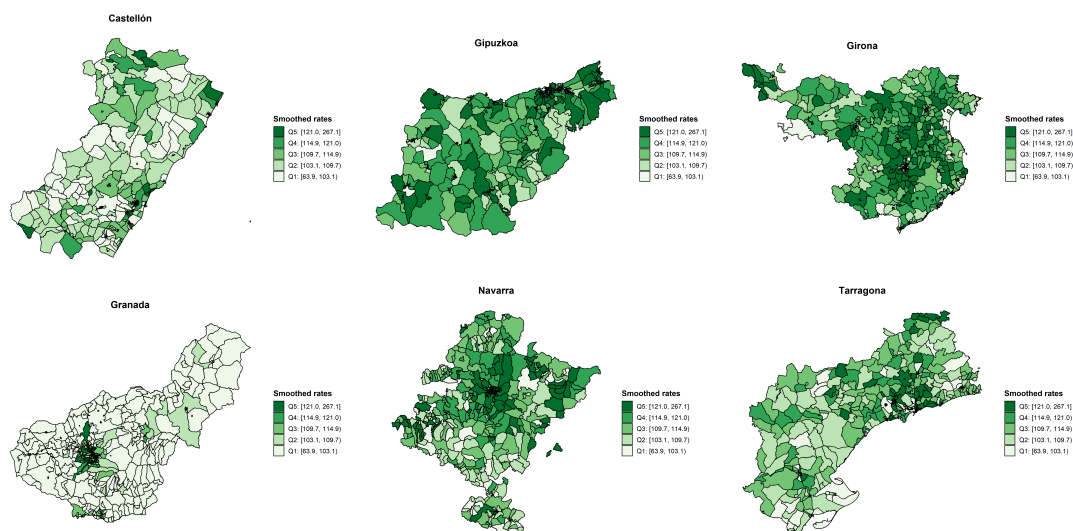 Castellón
Smoothed rates
Q5: [121.0, 267.1]
Q4: [114.9, 121.0)
Q3: [109.7, 114.9)
Q2: [103.1, 109.7)
Q1: [63.9, 103.1)
Gipuzkoa
Smoothed rates
Q5: [121.0, 267.1]
Q4: [114.9, 121.0)
Q3: [109.7, 114.9)
Q2: [103.1, 109.7)
Q1: [63.9, 103.1)
Girona
Smoothed rates
Q5: [121.0, 267.1]
Q4: [114.9, 121.0)
Q3: [109.7, 114.9)
Q2: [103.1, 109.7)
Q1: [63.9, 103.1)
Granada
Smoothed rates
Q5: [121.0, 267.1]
Q4: [114.9, 121.0)
Q3: [109.7, 114.9)
Q2: [103.1, 109.7)
Q1: [63.9, 103.1)
Navarra
Smoothed rates
Q5: [121.0, 267.1]
Q4: [114.9, 121.0)
Q3: [109.7, 114.9)
Q2: [103.1, 109.7)
Q1: [63.9, 103.1)
Tarragona
Smoothed rates
Q5: [121.0, 267.1]
Q4: [114.9, 121.0)
Q3: [109.7, 114.9)
Q2: [103.1, 109.7)
Q1: [63.9, 103.1)